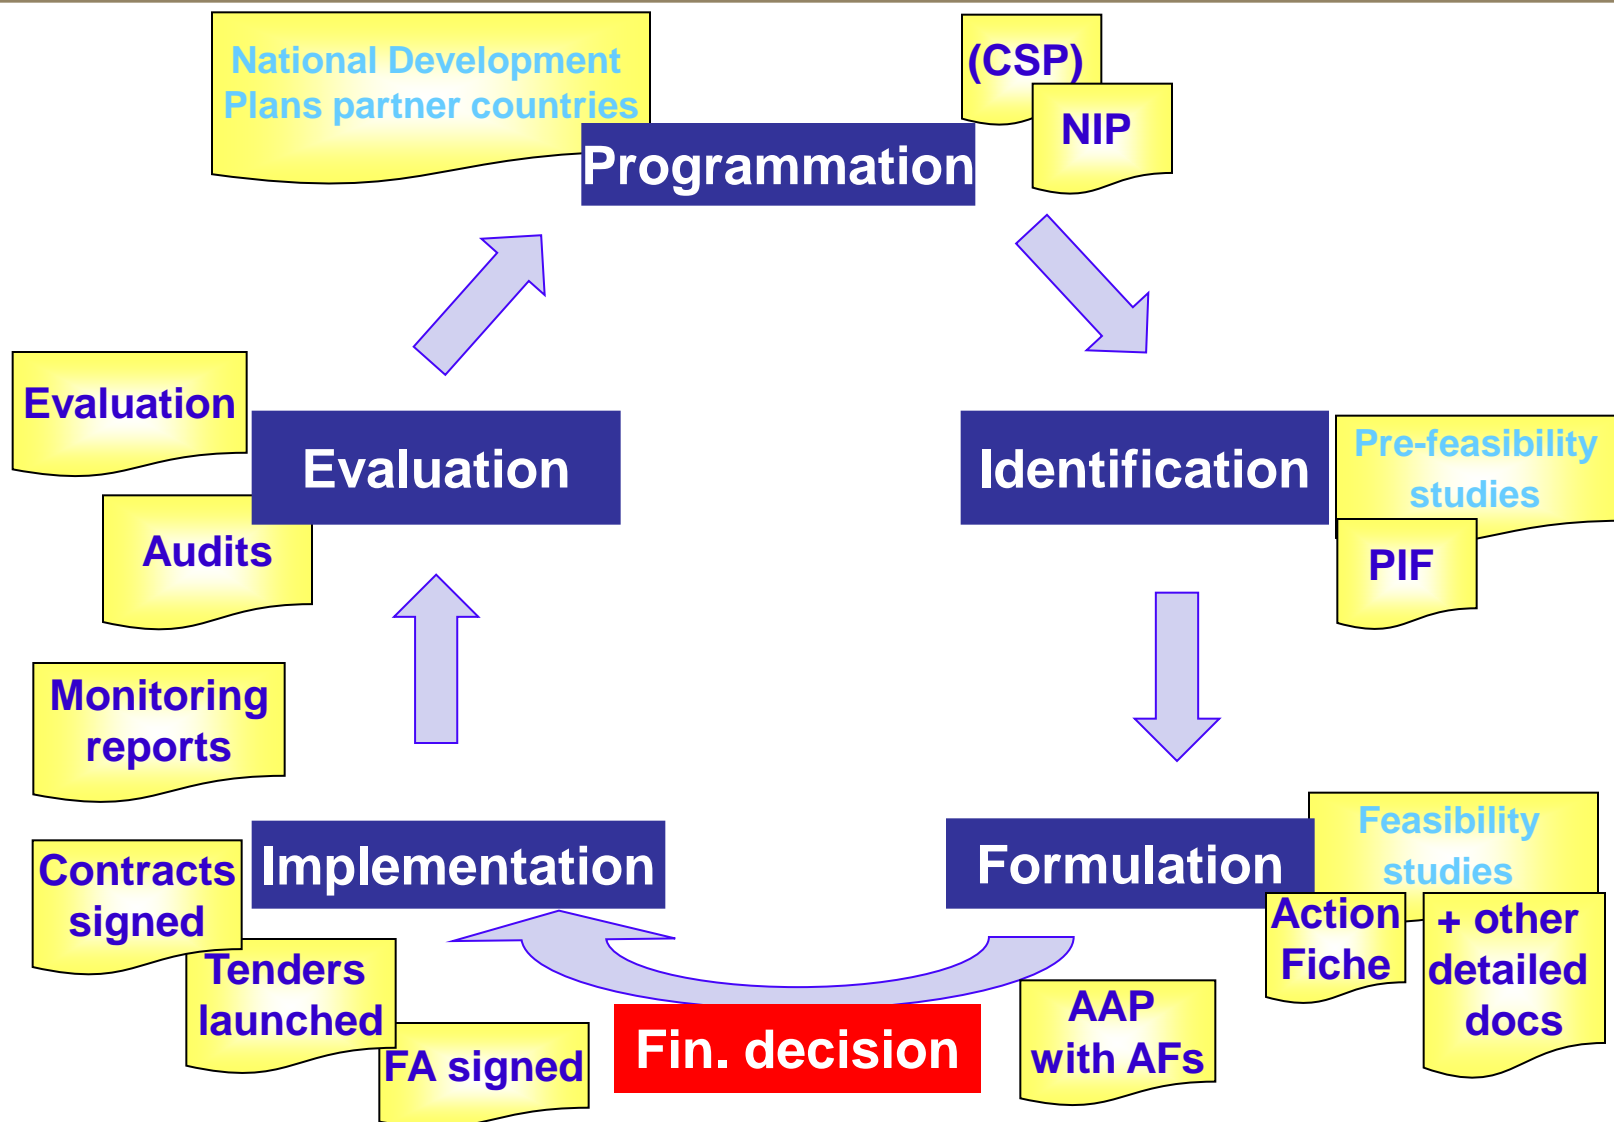 National Development
Plans partner countries
(CSP)
NIP
Programmation
Evaluation
Evaluation
Audits
Identification
Pre-feasibility
studies
PIF
Monitoring
reports
Implementation
Contracts
signed
Tenders
launched
FA signed
Formulation
Feasibility
studies
Action
Fiche
+ other
detailed
docs
AAP
with AFs
Fin. decision